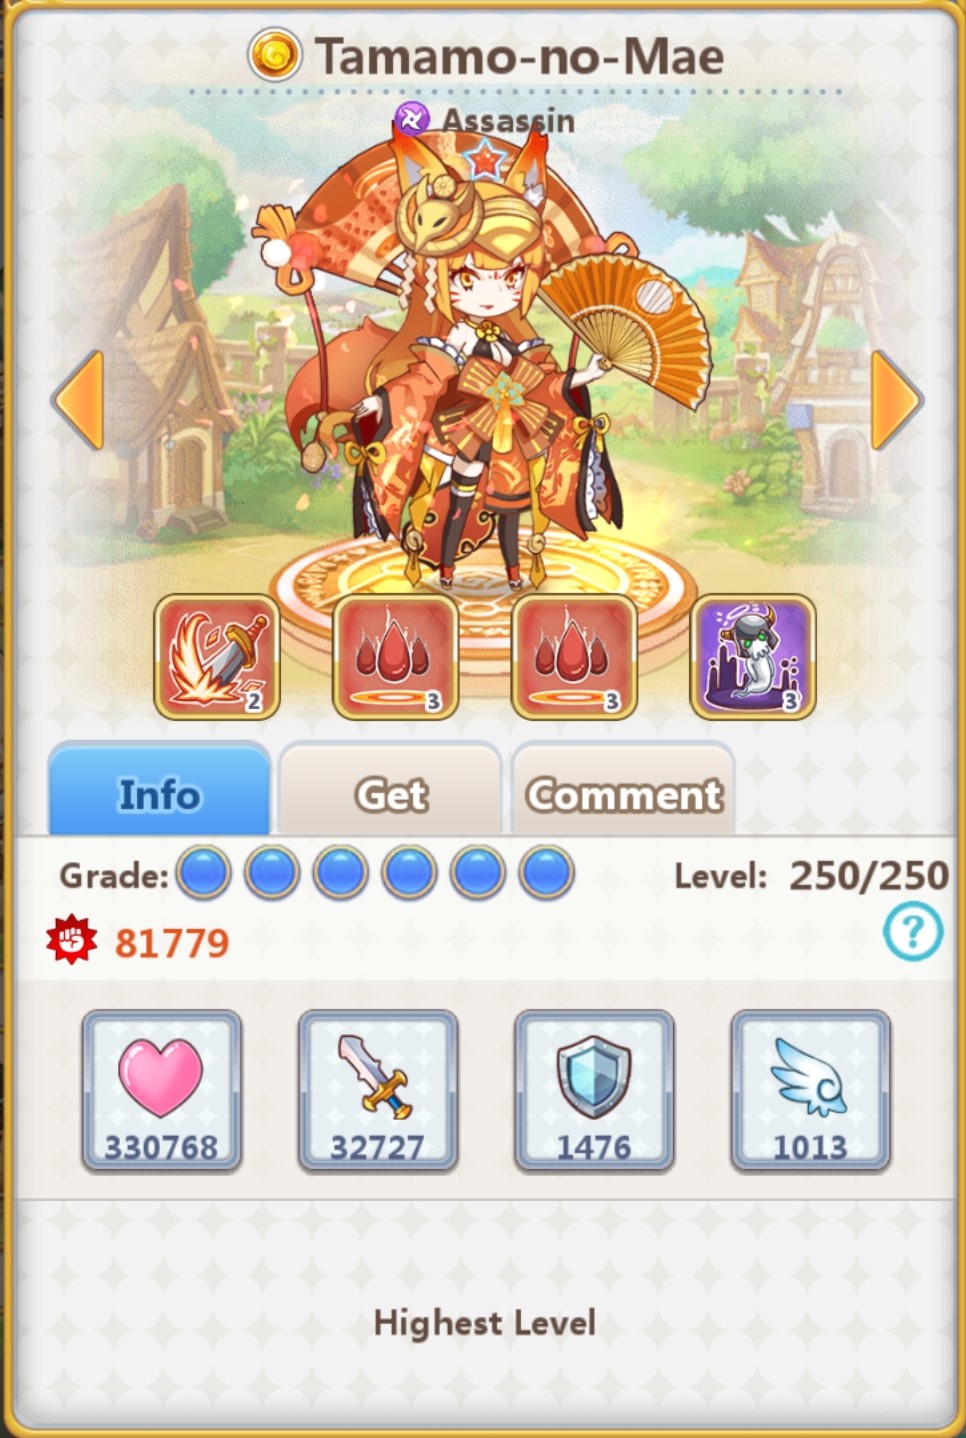 Tamamo-no-Mae
Assassin
2 3 3 3
Info Get Comment
Grade: Level: 250/250
81779 ?
330768 32727 1476 1013
Highest Level